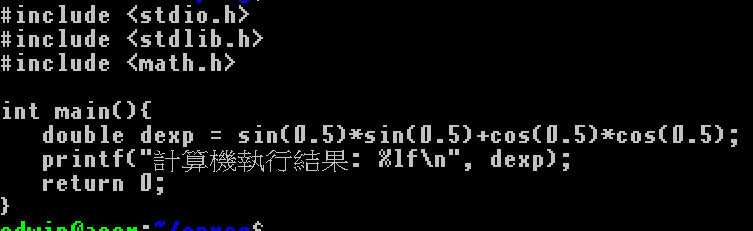 #include <stdio.h>
#include <stdlib.h>
#include <math.h>
int main(){
double dexp = sin(0.5)*sin(0.5)+cos(0.5)*cos(0.5);
printf("計算機執行結果: %lf\n", dexp);
return 0;
}